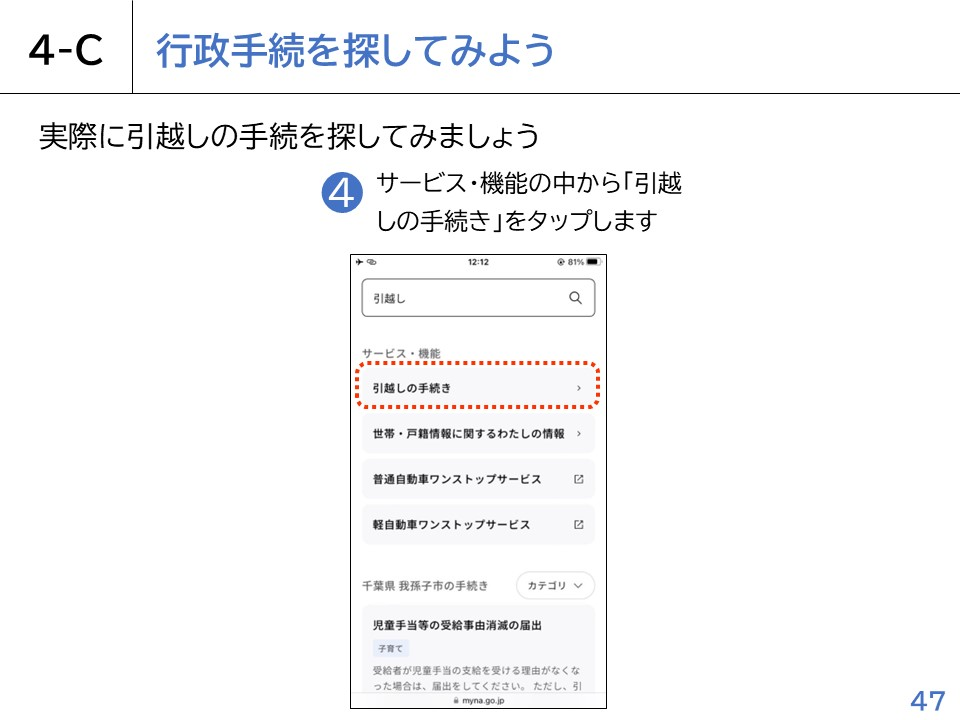 4-C
行政手続を探してみよう
実際に引越しの手続を探してみましょう
4
サービス・機能の中から「引越
しの手続き」をタップします
12:12
81%
引越し
サービス・機能
引越しの手続き
世帯・戸籍情報に関するわたしの情報
普通自動車ワンストップサービス
軽自動車ワンストップサービス
千葉県 我孫子市の手続き
カテゴリ
児童手当等の受給事由消滅の届出
子育て
受給者が児童手当の支給を受ける理由がなくな
った場合は、届出をしてください。 ただし、引
myna.go.jp
47